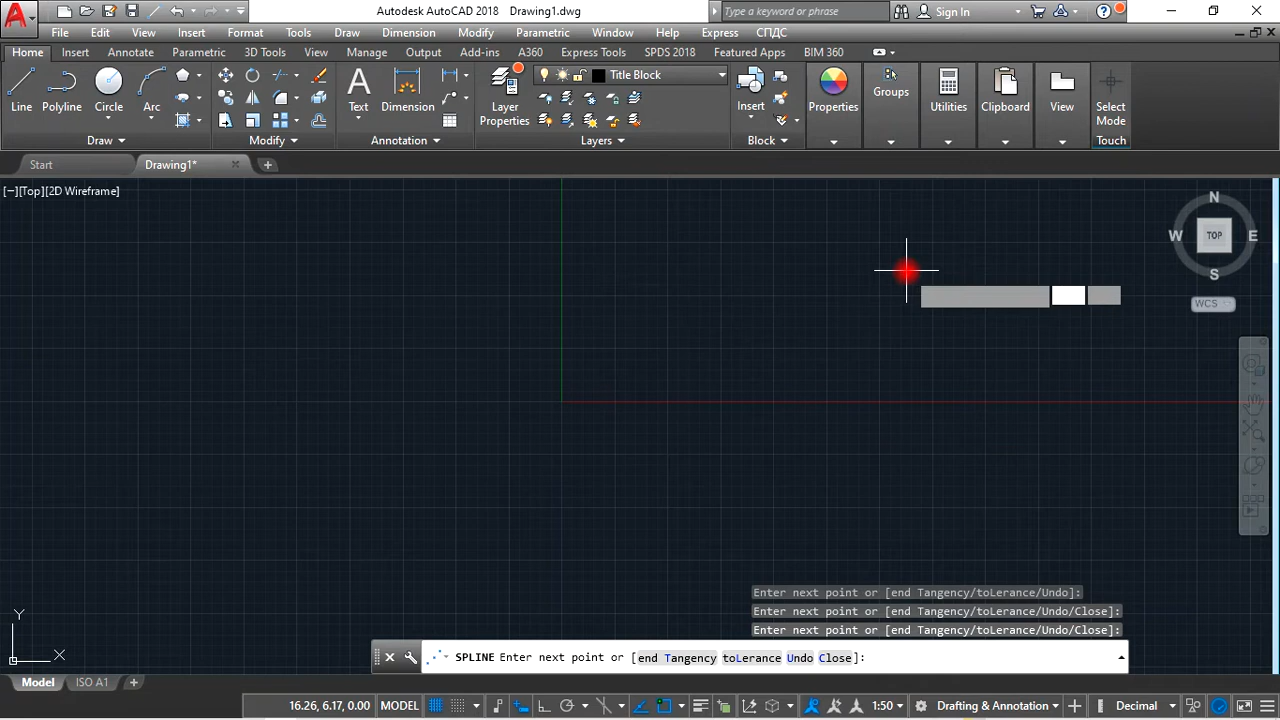 Autodesk AutoCAD 2018 Drawing1.dwg
Type a keyword or phrase
Sign In
File Edit View Insert Format Tools Draw Dimension Modify Parametric Window Help Express СПДС
Home Insert Annotate Parametric 3D Tools View Manage Output Add-ins A360 Express Tools SPDS 2018 Featured Apps BIM 360
Title Block
Line Polyline Circle Arc Text Dimension Layer Properties Insert Properties Groups Utilities Clipboard View Select Mode
Draw Modify Annotation Layers Block Touch
Start Drawing1* +
[−][Top][2D Wireframe]
N
W TOP E
S
WCS
Enter next point or [end Tangency/toLerance/Undo]:
Enter next point or [end Tangency/toLerance/Undo/Close]:
Enter next point or [end Tangency/toLerance/Undo/Close]:
Y
X
SPLINE Enter next point or [end Tangency toLerance Undo Close]:
Model ISO A1 +
16.26, 6.17, 0.00 MODEL 1:50 Drafting & Annotation Decimal